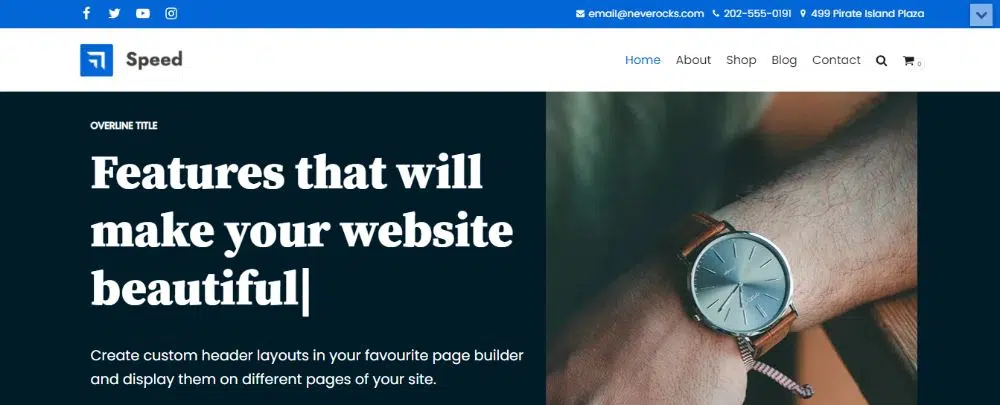 email@neverocks.com 202-555-0191 499 Pirate Island Plaza
Speed
Home About Shop Blog Contact 0
OVERLINE TITLE
Features that will
make your website
beautiful|
Create custom header layouts in your favourite page builder
and display them on different pages of your site.